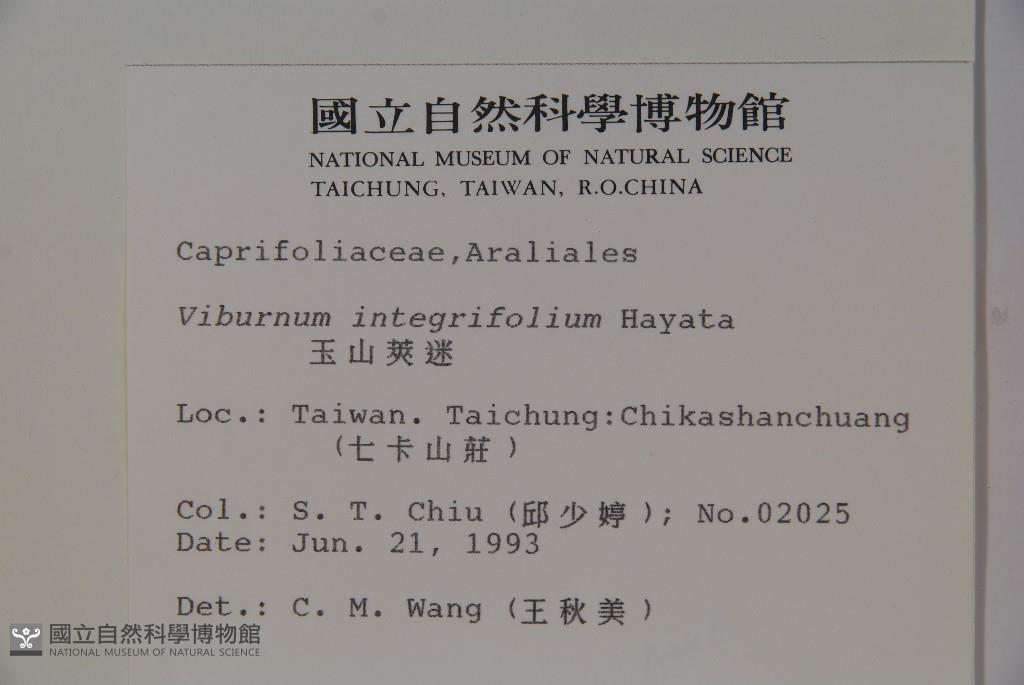 國立自然科學博物館
NATIONAL MUSEUM OF NATURAL SCIENCE
TAICHUNG, TAIWAN, R.O.CHINA
Caprifoliaceae,Araliales
Viburnum integrifolium Hayata
玉山莢迷
Loc.: Taiwan. Taichung:Chikashanchuang
(七卡山莊)
Col.: S. T. Chiu (邱少婷); No.02025
Date: Jun. 21, 1993
Det.: C. M. Wang (王秋美)
國立自然科學博物館
NATIONAL MUSEUM OF NATURAL SCIENCE